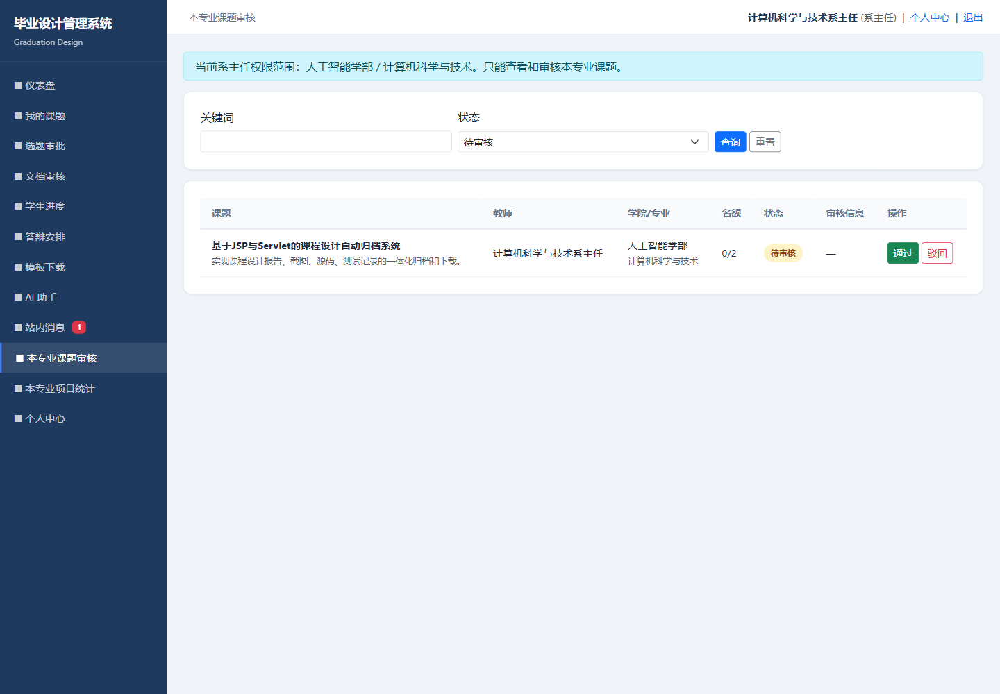 毕业设计管理系统
Graduation Design
仪表盘
我的课题
选题审批
文档审核
学生进度
答辩安排
模板下载
AI 助手
站内消息 1
本专业课题审核
本专业项目统计
个人中心
本专业课题审核
计算机科学与技术系主任 (系主任) | 个人中心 | 退出
当前系主任权限范围：人工智能学部 / 计算机科学与技术。只能查看和审核本专业课题。
关键词 状态
待审核 查询 重置
课题 教师 学院/专业 名额 状态 审核信息 操作
基于JSP与Servlet的课程设计自动归档系统
实现课程设计报告、截图、源码、测试记录的一体化归档和下载。
计算机科学与技术系主任
人工智能学部
计算机科学与技术
0/2 待审核 — 通过 驳回